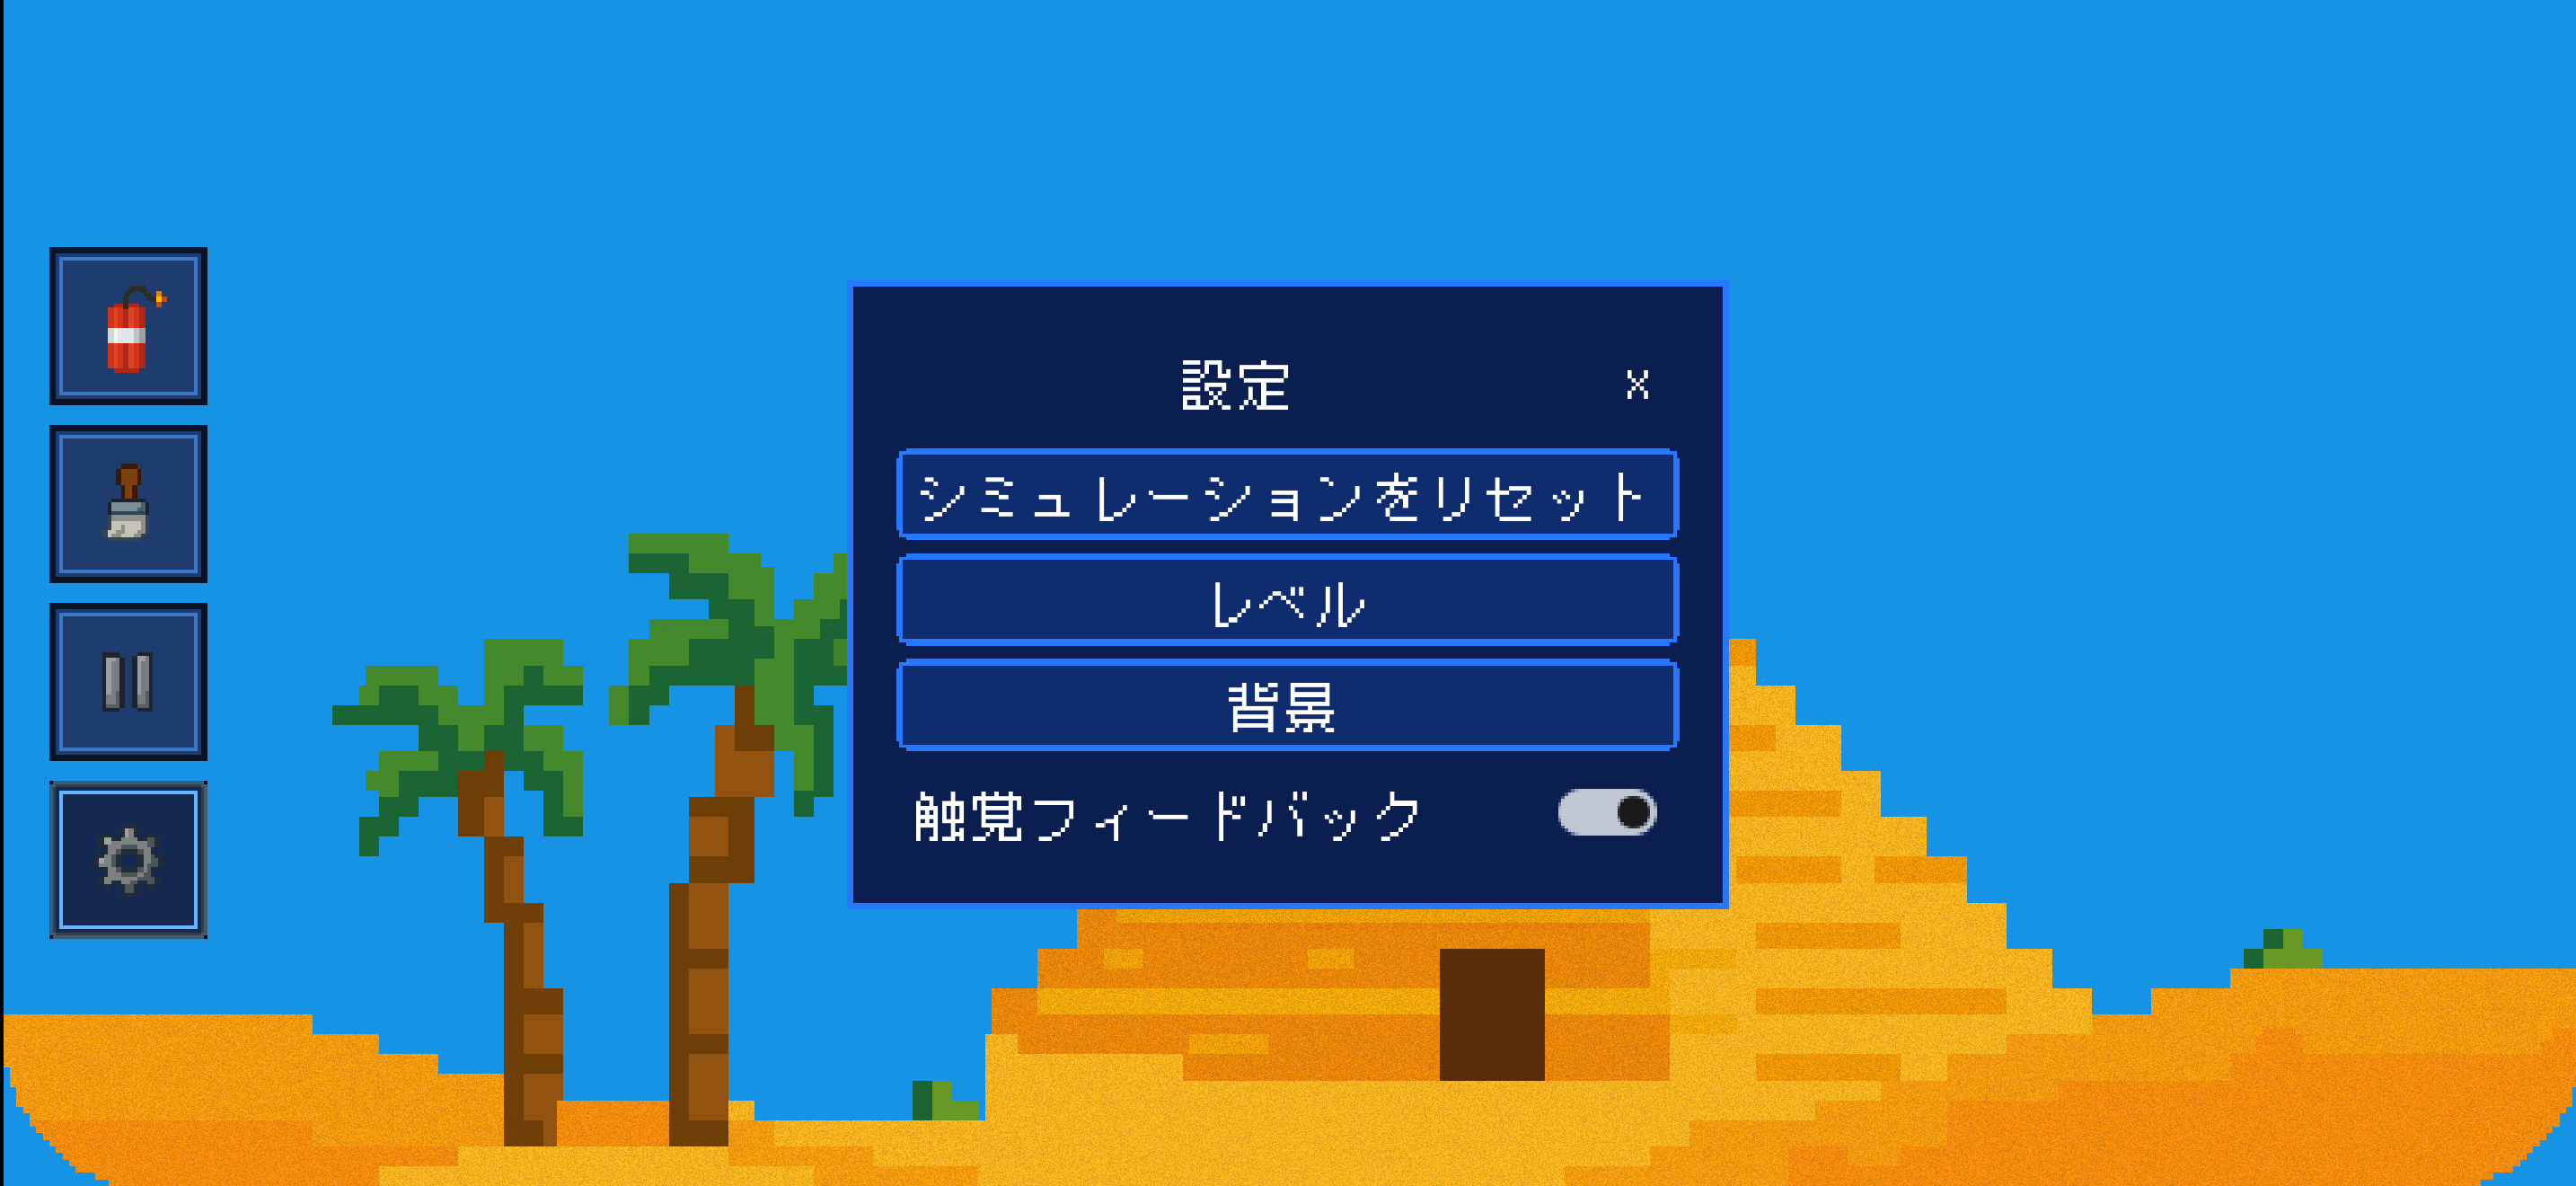 設定
x
シミュレーションをリセット
レベル
背景
触覚フィードバック